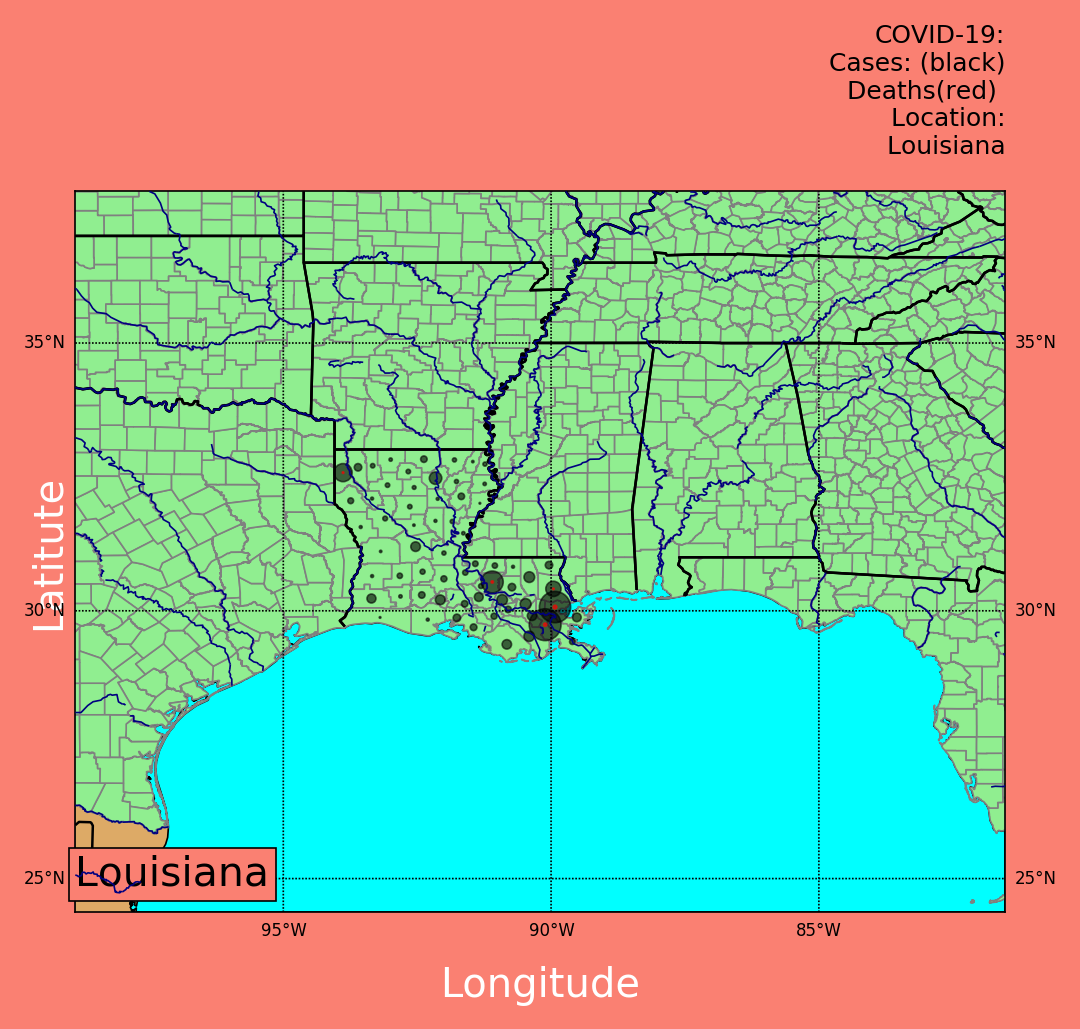 COVID-19:
Cases: (black)
Deaths(red)
Location:
Louisiana
35°N
35°N
Latitute
30°N
30°N
25°N
Louisiana
25°N
95°W
90°W
85°W
Longitude